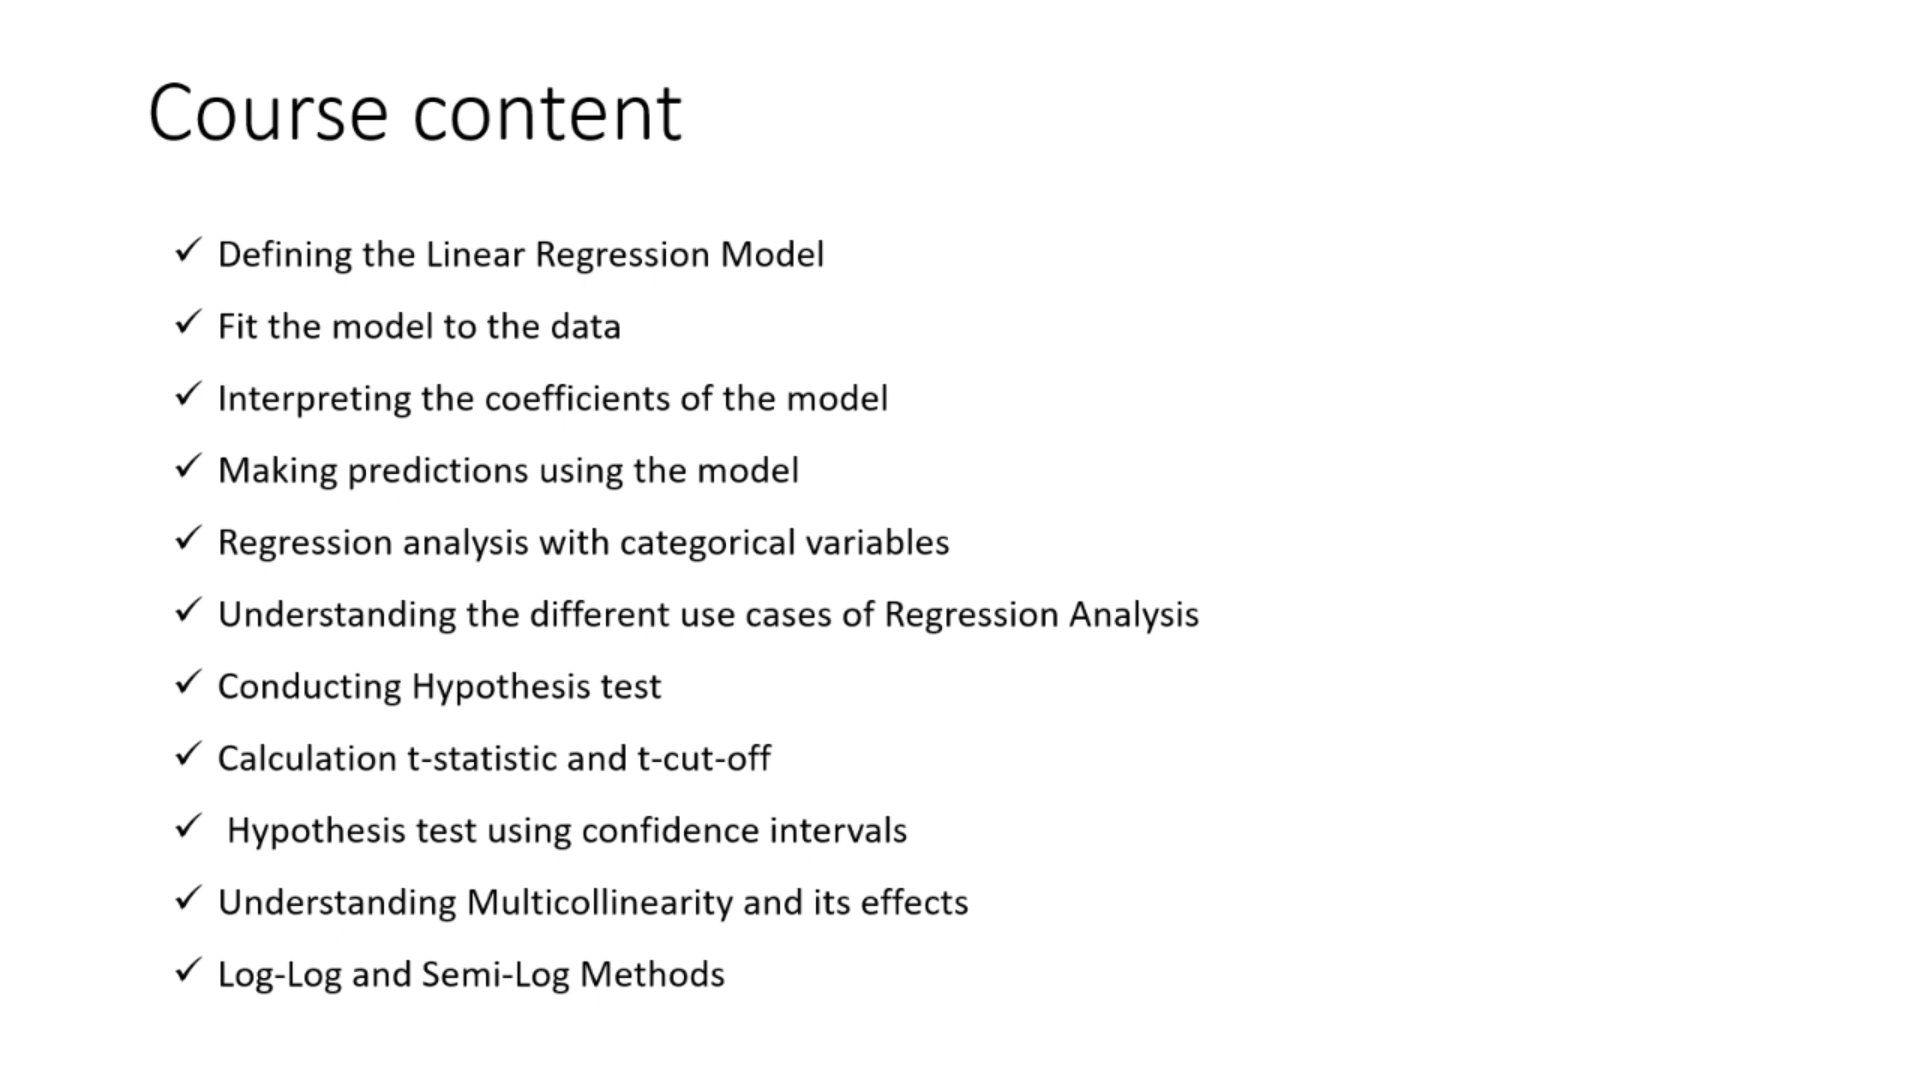 Course content
✓ Defining the Linear Regression Model
✓ Fit the model to the data
✓ Interpreting the coefficients of the model
✓ Making predictions using the model
✓ Regression analysis with categorical variables
✓ Understanding the different use cases of Regression Analysis
✓ Conducting Hypothesis test
✓ Calculation t-statistic and t-cut-off
✓ Hypothesis test using confidence intervals
✓ Understanding Multicollinearity and its effects
✓ Log-Log and Semi-Log Methods